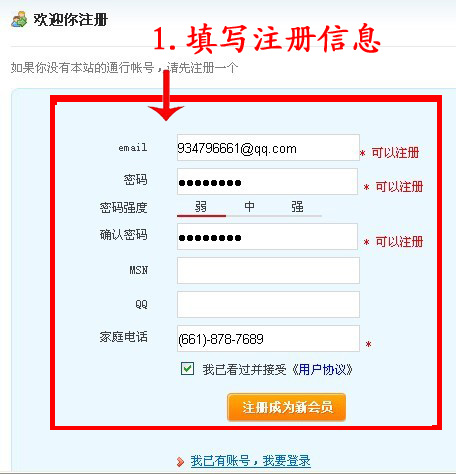 欢迎你注册
1.填写注册信息
如果你没有本站的通行帐号，请先注册一个
email 934796661@qq.com * 可以注册
密码 ●●●●●●●● * 可以注册
密码强度 弱 中 强
确认密码 ●●●●●●●● * 可以注册
MSN
QQ
家庭电话 (661)-878-7689 *
我已看过并接受《用户协议》
注册成为新会员
我已有账号，我要登录